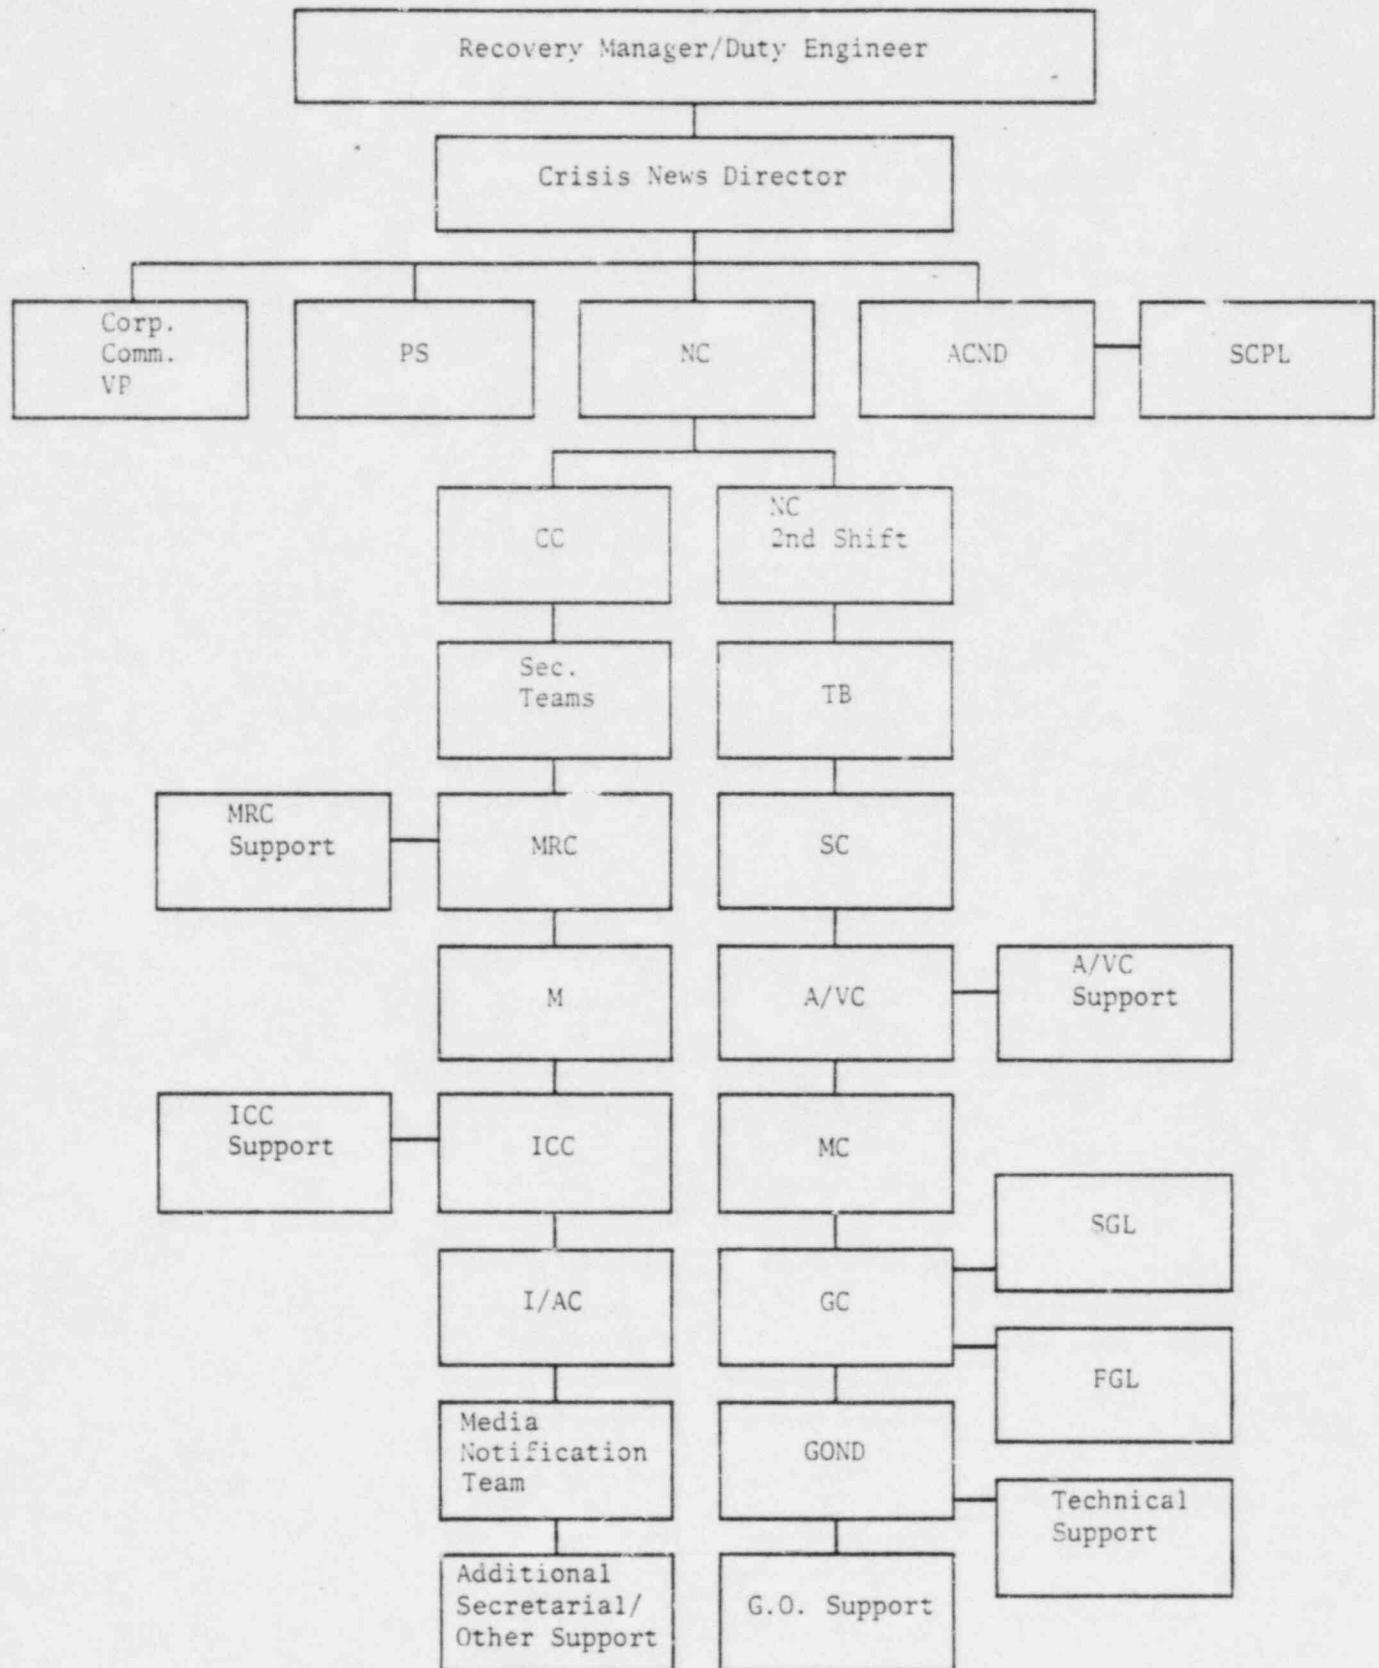 Recovery Manager/Duty Engineer
Crisis News Director
Corp.
Comm.
VP
PS
NC
ACND
SCPL
CC
NC
2nd Shift
Sec.
Teams
TB
MRC
Support
MRC
SC
M
A/VC
A/VC
Support
ICC
Support
ICC
MC
SGL
I/AC
GC
FGL
Media
Notification
Team
GOND
Technical
Support
Additional
Secretarial/
Other Support
G.O. Support